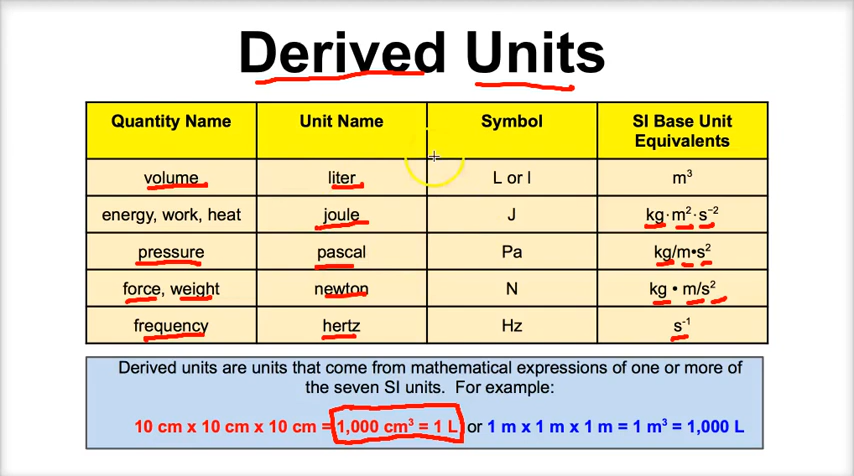 Derived Units
Quantity Name Unit Name Symbol SI Base Unit Equivalents
volume liter L or l m³
energy, work, heat joule J kg·m²·s⁻²
pressure pascal Pa kg/m•s²
force, weight newton N kg • m/s²
frequency hertz Hz s⁻¹
Derived units are units that come from mathematical expressions of one or more of
the seven SI units. For example:
10 cm x 10 cm x 10 cm = 1,000 cm³ = 1 L or 1 m x 1 m x 1 m = 1 m³ = 1,000 L